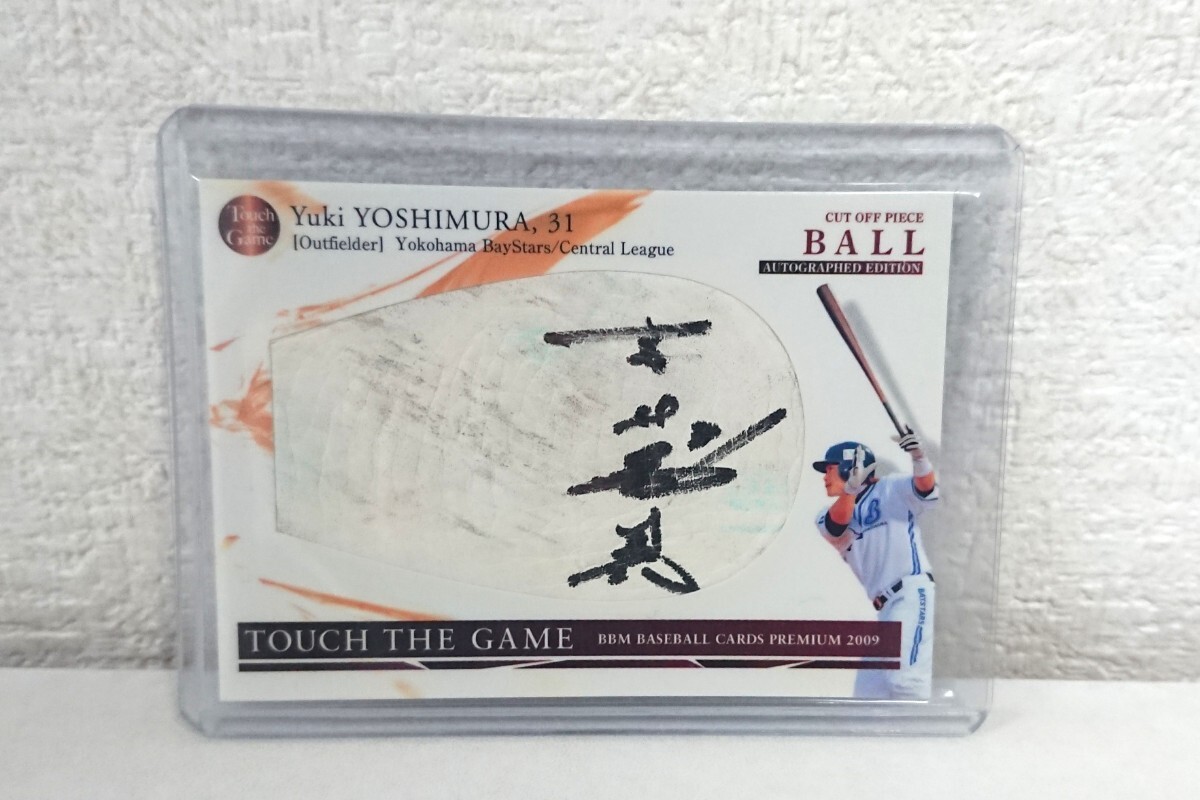 Touch
the
Game
Yuki YOSHIMURA, 31
[Outfielder] Yokohama BayStars/Central League
CUT OFF PIECE
BALL
AUTOGRAPHED EDITION
TOUCH THE GAME
BBM BASEBALL CARDS PREMIUM 2009
BAYSTARS